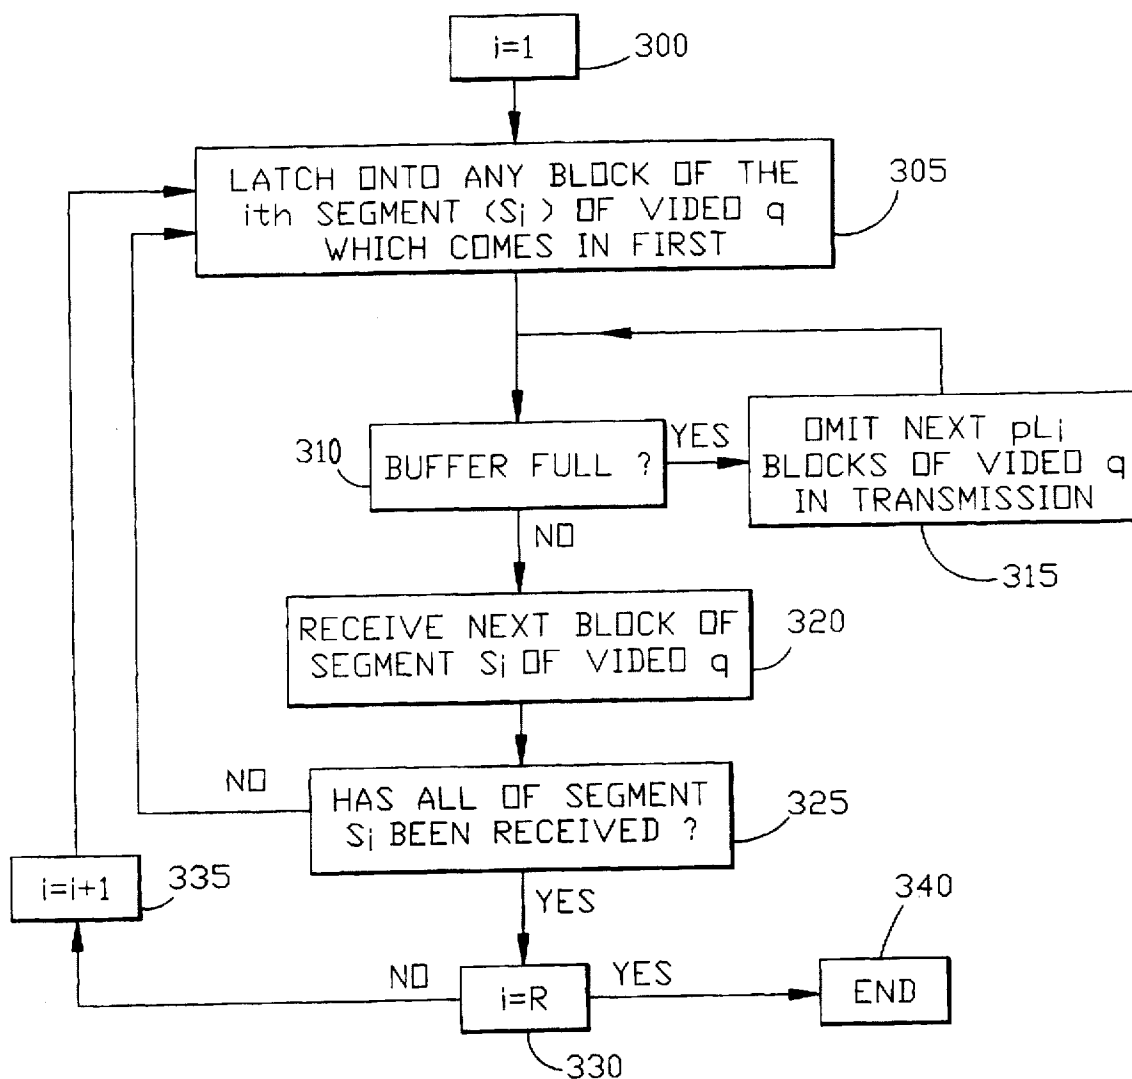 i=1
300
LATCH ONTO ANY BLOCK OF THE
ith SEGMENT (Si) OF VIDEO q
WHICH COMES IN FIRST
305
310
BUFFER FULL ?
YES
OMIT NEXT pLi
BLOCKS OF VIDEO q
IN TRANSMISSION
315
NO
RECEIVE NEXT BLOCK OF
SEGMENT Si OF VIDEO q
320
NO
HAS ALL OF SEGMENT
Si BEEN RECEIVED ?
325
i=i+1
335
YES
340
NO
i=R
YES
END
330